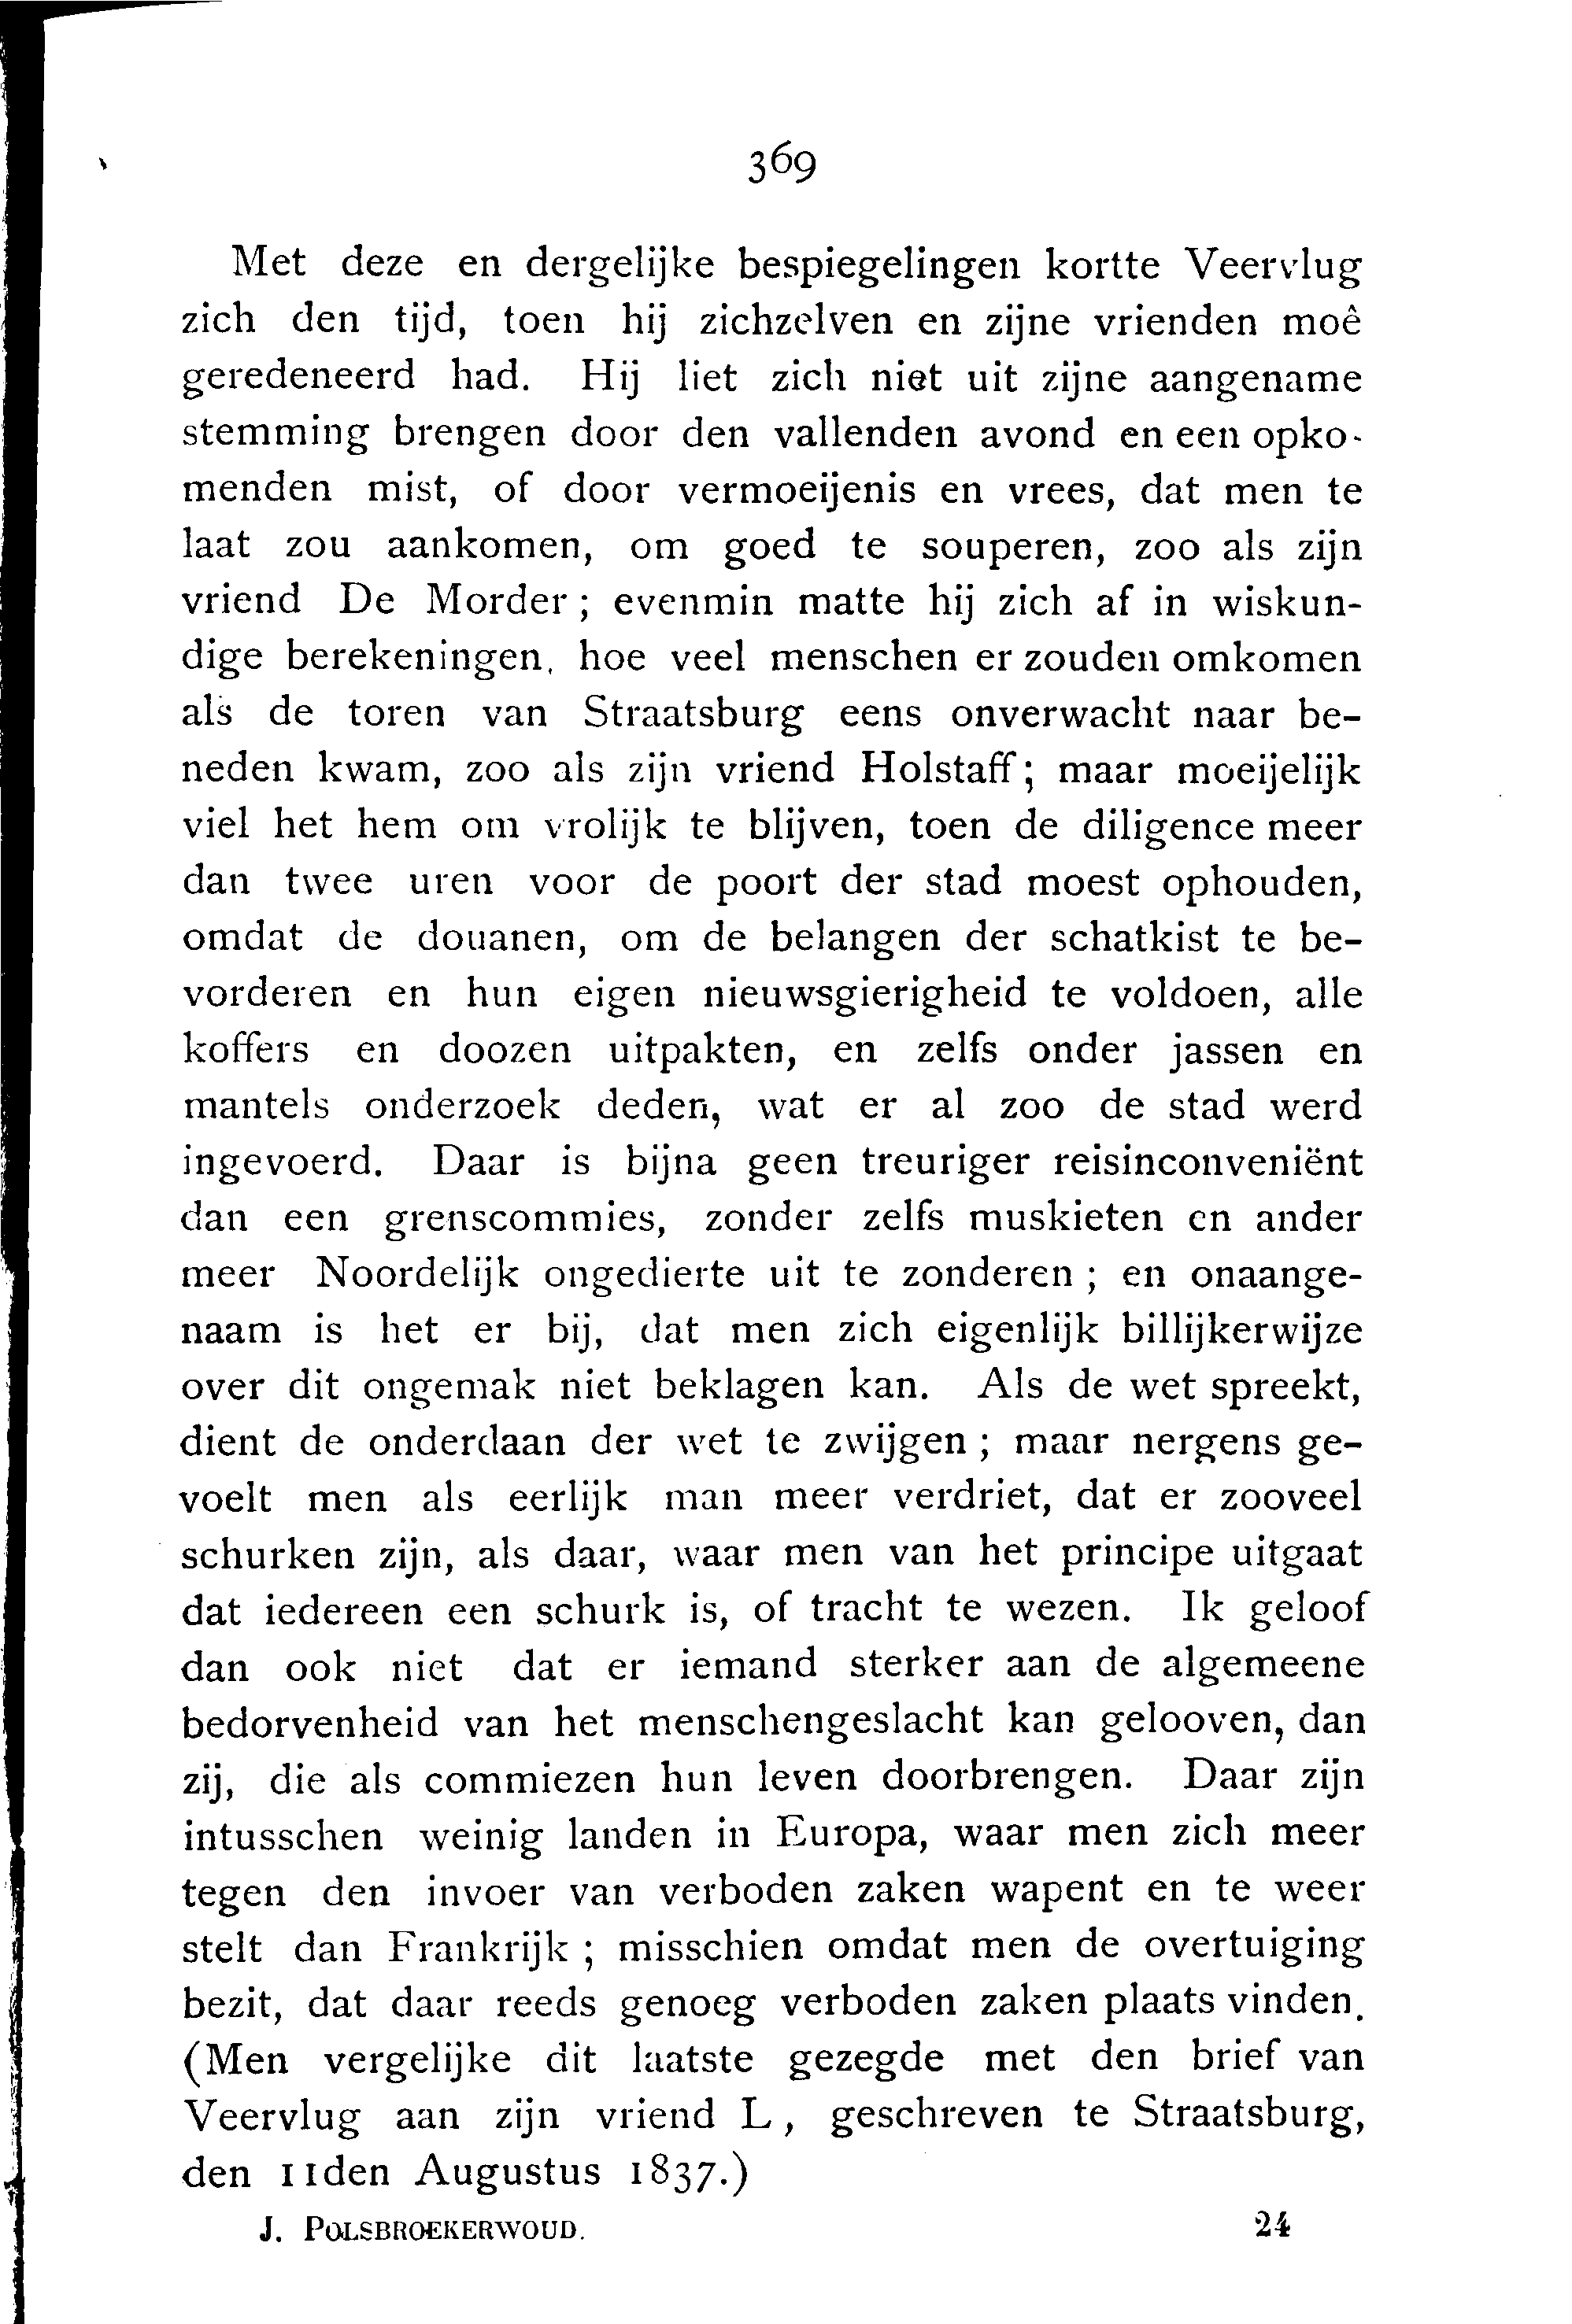 369
Met deze en dergelijke bespiegelingen kortte Veervlug
zich den tijd, toen hij zichzelven en zijne vrienden moê
geredeneerd had. Hij liet zich niet uit zijne aangename
stemming brengen door den vallenden avond en een opko-
menden mist, of door vermoeijenis en vrees, dat men te
laat zou aankomen, om goed te souperen, zoo als zijn
vriend De Morder; evenmin matte hij zich af in wiskun-
dige berekeningen, hoe veel menschen er zouden omkomen
als de toren van Straatsburg eens onverwacht naar be-
neden kwam, zoo als zijn vriend Holstaff; maar moeijelijk
viel het hem om vrolijk te blijven, toen de diligence meer
dan twee uren voor de poort der stad moest ophouden,
omdat de douanen, om de belangen der schatkist te be-
vorderen en hun eigen nieuwsgierigheid te voldoen, alle
koffers en doozen uitpakten, en zelfs onder jassen en
mantels onderzoek deden, wat er al zoo de stad werd
ingevoerd. Daar is bijna geen treuriger reisinconveniënt
dan een grenscommies, zonder zelfs muskieten en ander
meer Noordelijk ongedierte uit te zonderen; en onaange-
naam is het er bij, dat men zich eigenlijk billijkerwijze
over dit ongemak niet beklagen kan. Als de wet spreekt,
dient de onderdaan der wet te zwijgen; maar nergens ge-
voelt men als eerlijk man meer verdriet, dat er zooveel
schurken zijn, als daar, waar men van het principe uitgaat
dat iedereen een schurk is, of tracht te wezen. Ik geloof
dan ook niet dat er iemand sterker aan de algemeene
bedorvenheid van het menschengeslacht kan gelooven, dan
zij, die als commiezen hun leven doorbrengen. Daar zijn
intusschen weinig landen in Europa, waar men zich meer
tegen den invoer van verboden zaken wapent en te weer
stelt dan Frankrijk; misschien omdat men de overtuiging
bezit, dat daar reeds genoeg verboden zaken plaats vinden.
(Men vergelijke dit laatste gezegde met den brief van
Veervlug aan zijn vriend L, geschreven te Straatsburg,
den 11den Augustus 1837.)
J. POLSBROEKERWOUD. 24